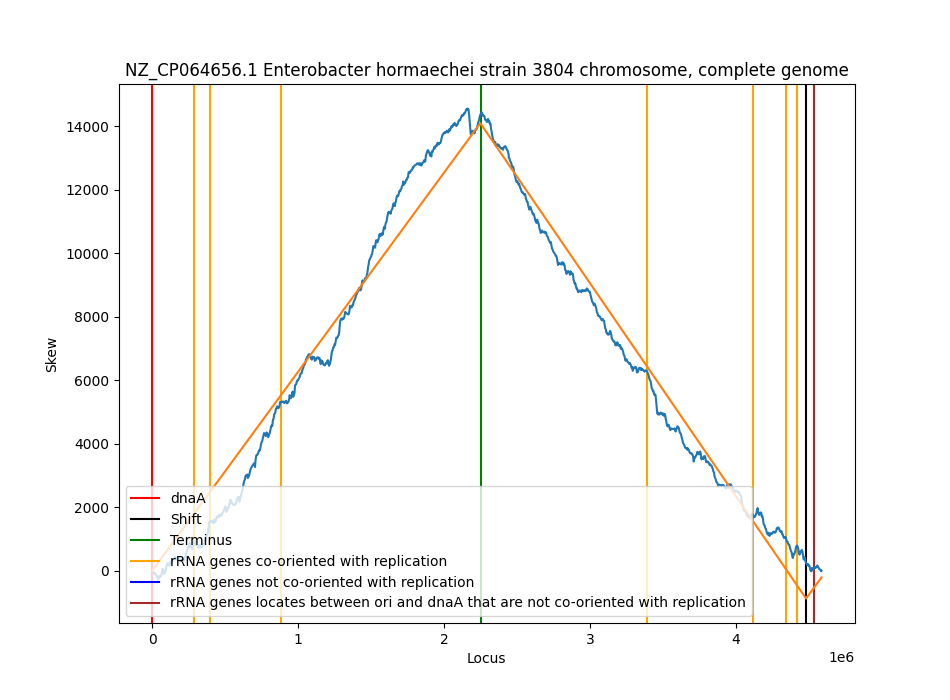 NZ_CP064656.1 Enterobacter hormaechei strain 3804 chromosome, complete genome
14000
12000
10000
8000
6000
4000
2000
0
Skew
dnaA
Shift
Terminus
rRNA genes co-oriented with replication
rRNA genes not co-oriented with replication
rRNA genes locates between ori and dnaA that are not co-oriented with replication
0 1 2 3 4
Locus
1e6